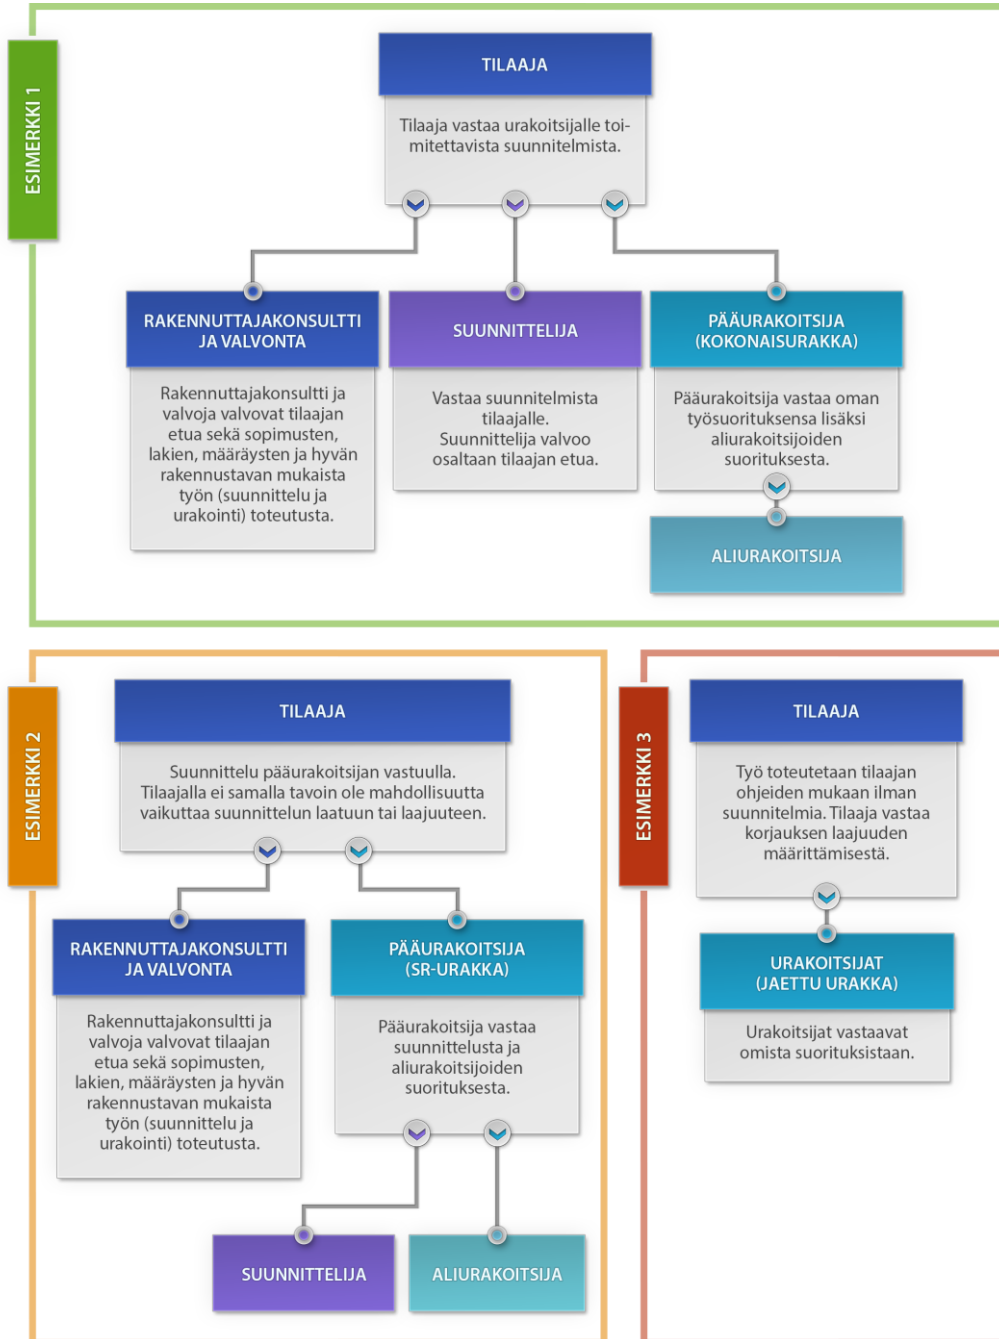 ESIMERKKI 1
TILAAJA
Tilaaja vastaa urakoitsijalle toi-
mitettavista suunnitelmista.
RAKENNUTTAJAKONSULTTI
JA VALVONTA
Rakennuttajakonsultti ja
valvoja valvovat tilaajan
etua sekä sopimusten,
lakien, määräysten ja hyvän
rakennustavan mukaista
työn (suunnittelu ja
urakointi) toteutusta.
SUUNNITTELIJA
Vastaa suunnitelmista
tilaajalle.
Suunnittelija valvoo
osaltaan tilaajan etua.
PÄÄURAKOITSIJA
(KOKONAISURAKKA)
Pääurakoitsija vastaa oman
työsuorituksensa lisäksi
aliurakoitsijoiden
suorituksesta.
ALIURAKOITSIJA
ESIMERKKI 2
TILAAJA
Suunnittelu pääurakoitsijan vastuulla.
Tilaajalla ei samalla tavoin ole mahdollisuutta
vaikuttaa suunnittelun laatuun tai laajuuteen.
RAKENNUTTAJAKONSULTTI
JA VALVONTA
Rakennuttajakonsultti ja
valvoja valvovat tilaajan
etua sekä sopimusten,
lakien, määräysten ja hyvän
rakennustavan mukaista
työn (suunnittelu ja
urakointi) toteutusta.
PÄÄURAKOITSIJA
(SR-URAKKA)
Pääurakoitsija vastaa
suunnittelusta ja
aliurakoitsijoiden
suorituksesta.
SUUNNITTELIJA
ALIURAKOITSIJA
ESIMERKKI 3
TILAAJA
Työ toteutetaan tilaajan
ohjeiden mukaan ilman
suunnitelmia. Tilaaja vastaa
korjauksen laajuuden
määrittämisestä.
URAKOITSIJAT
(JAETTU URAKKA)
Urakoitsijat vastaavat
omista suorituksistaan.